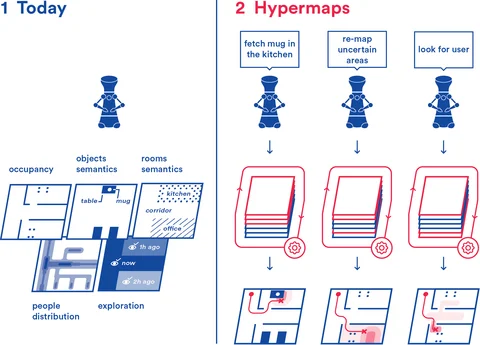 1 Today
2 Hypermaps
fetch mug in
the kitchen
re-map
uncertain
areas
look for user
occupancy
objects
semantics
rooms
semantics
table
mug
kitchen
corridor
office
1h ago
now
2h ago
people
distribution
exploration